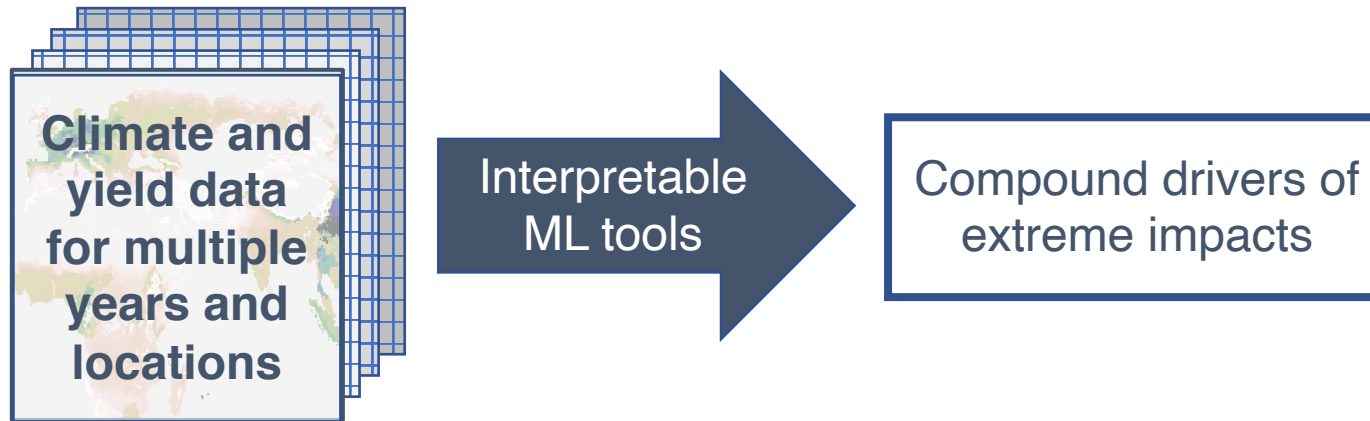 Climate and
yield data
for multiple
years and
locations
Interpretable
ML tools
Compound drivers of
extreme impacts